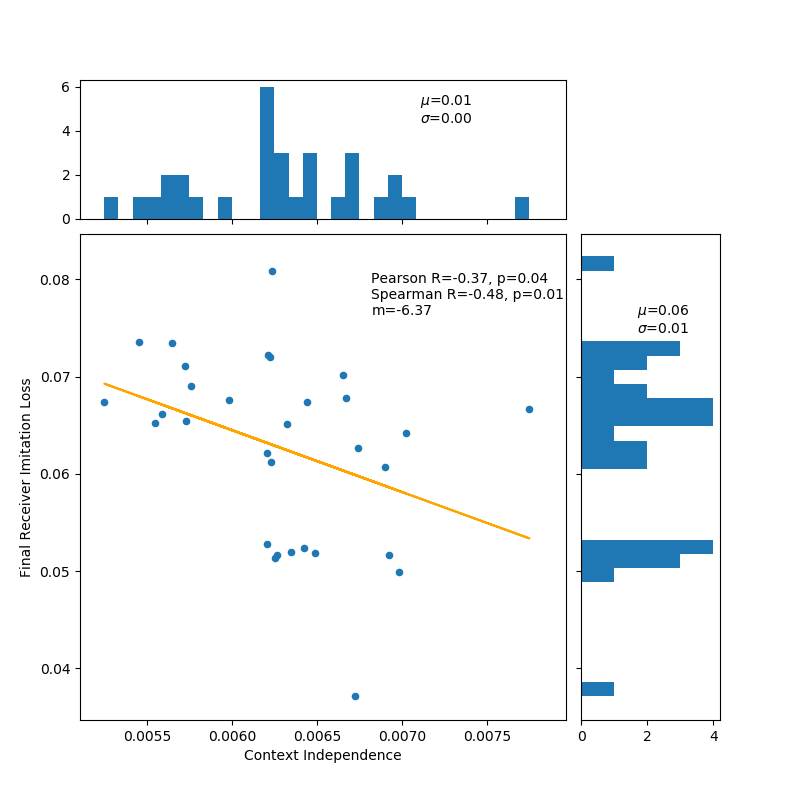 6
4
2
0
μ=0.01
σ=0.00
Pearson R=-0.37, p=0.04
Spearman R=-0.48, p=0.01
m=-6.37
μ=0.06
σ=0.01
0.08
0.07
0.06
0.05
0.04
Final Receiver Imitation Loss
0.0055 0.0060 0.0065 0.0070 0.0075
Context Independence
0 2 4